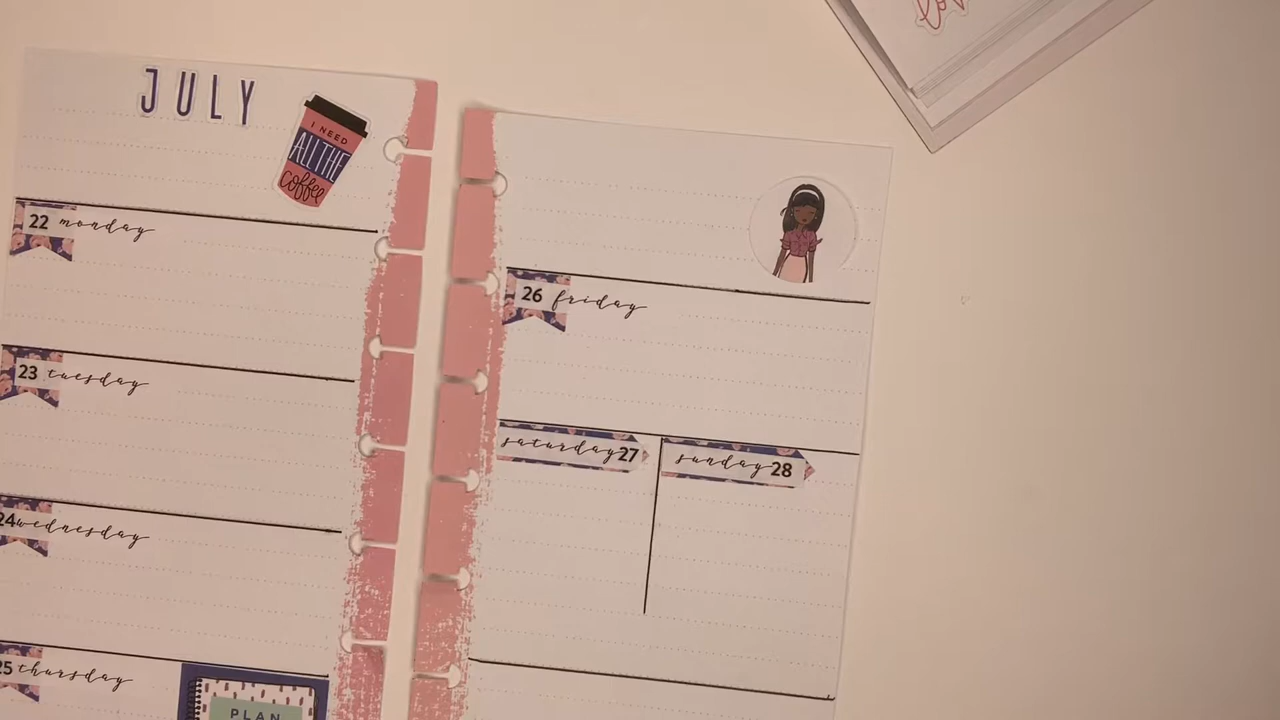 JULY
I NEED
ALL THE
coffee
22 monday
23 tuesday
24 wednesday
25 thursday
PLAN
26 friday
saturday 27
sunday 28